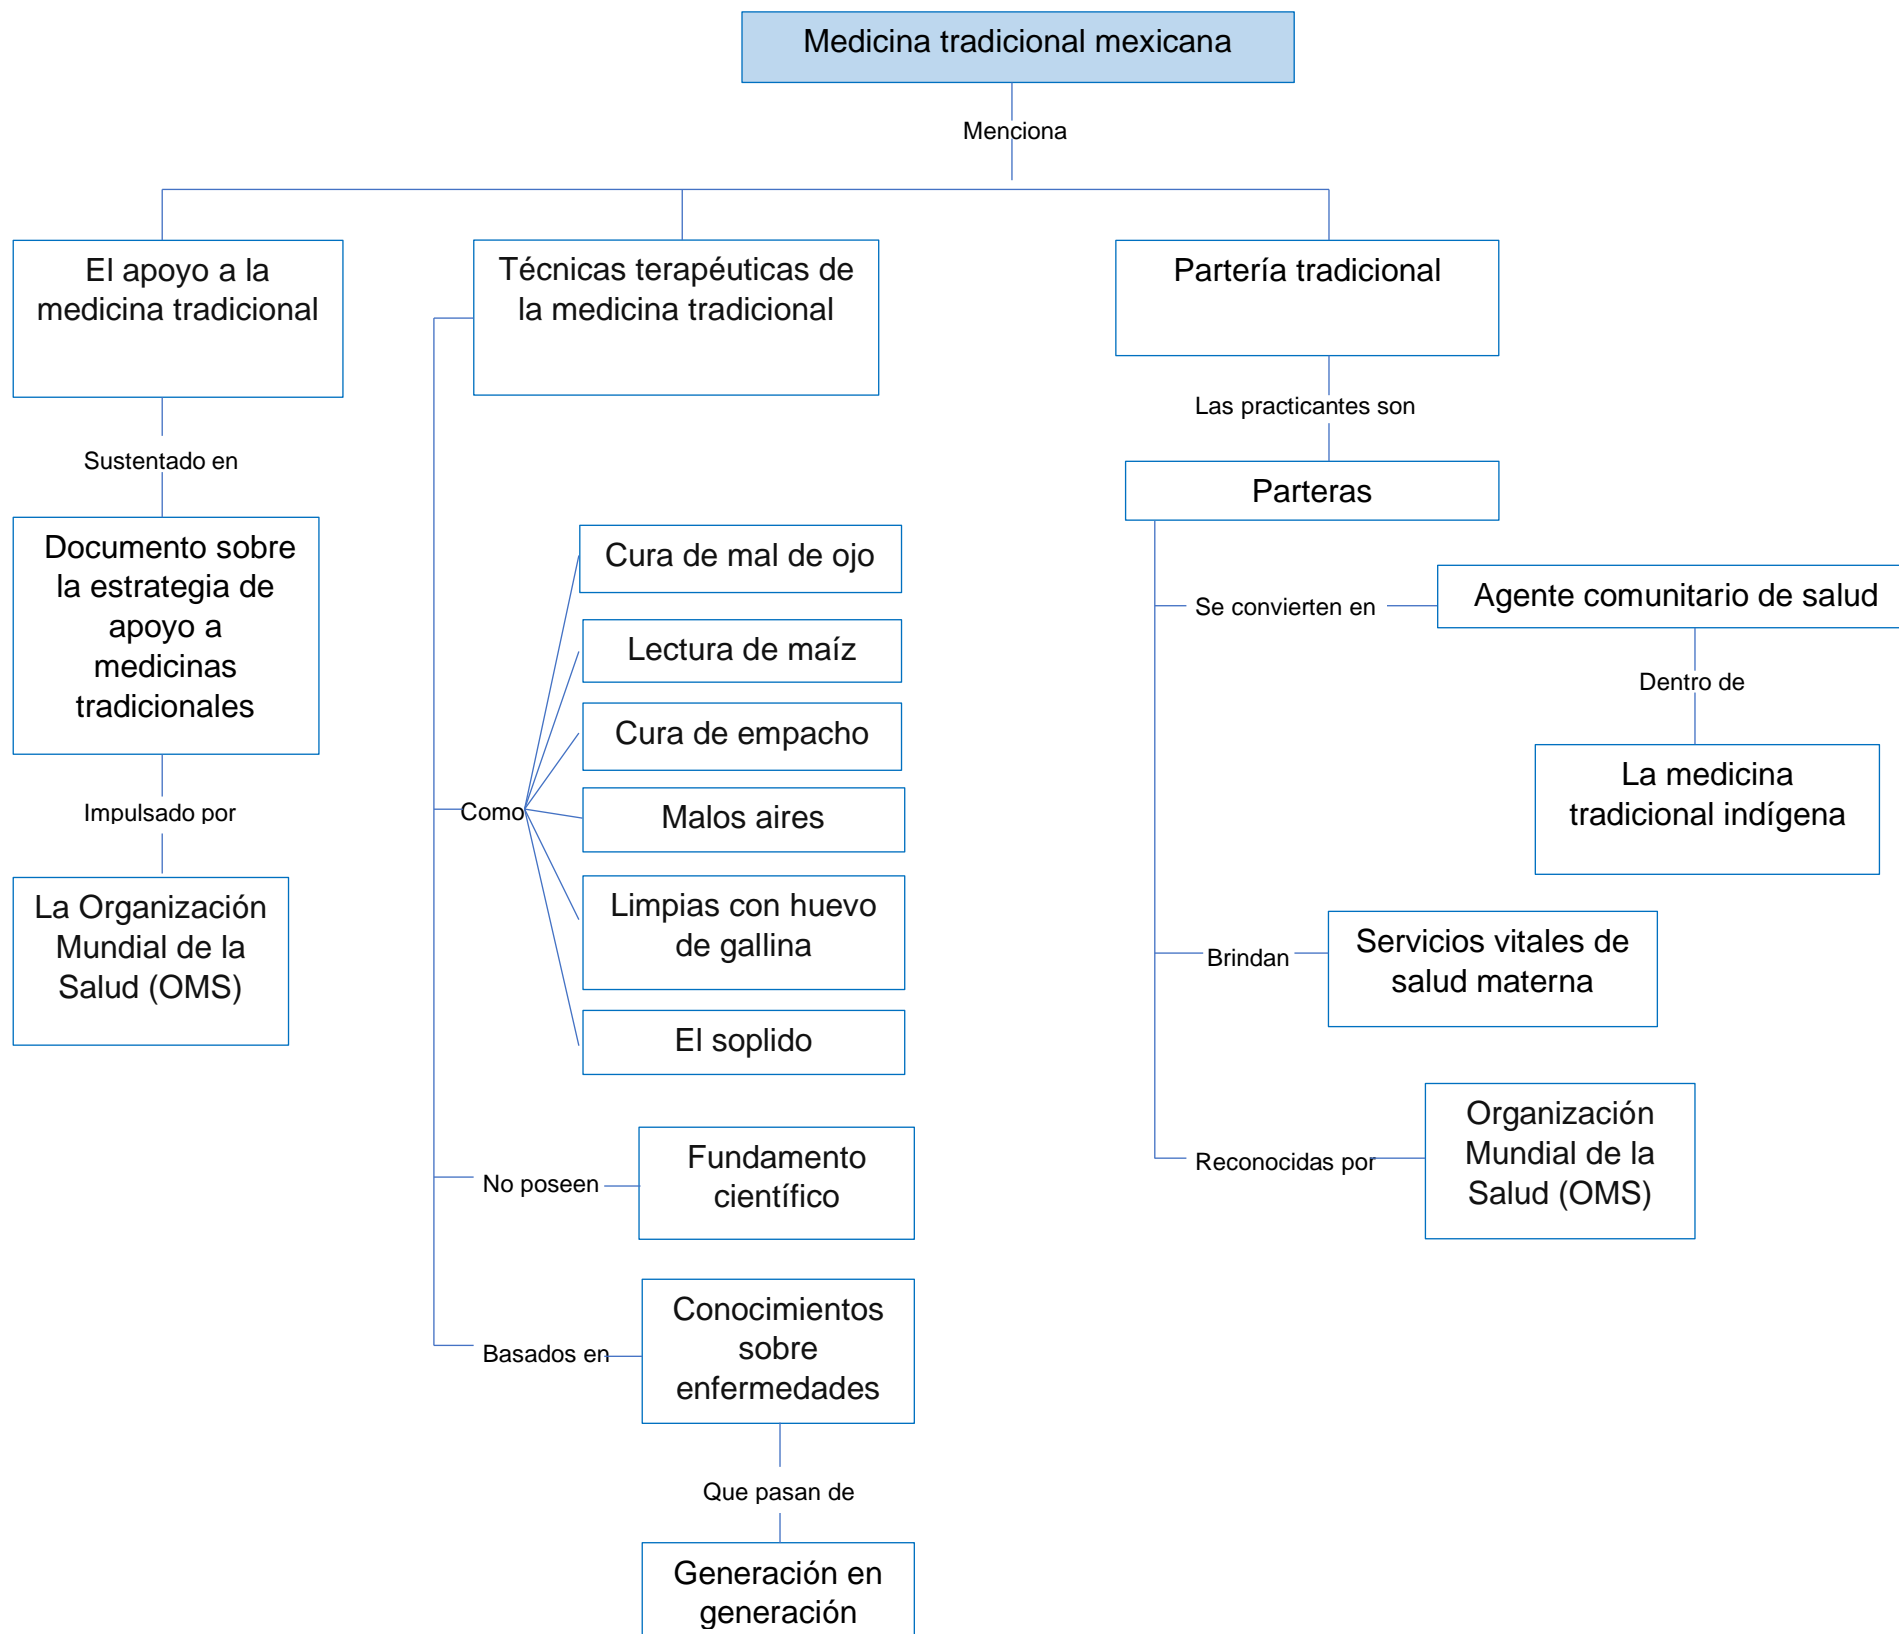 Medicina tradicional mexicana
Menciona
El apoyo a la
medicina tradicional
Sustentado en
Documento sobre
la estrategia de
apoyo a
medicinas
tradicionales
Impulsado por
La Organización
Mundial de la
Salud (OMS)
Técnicas terapéuticas de
la medicina tradicional
Como
Cura de mal de ojo
Lectura de maíz
Cura de empacho
Malos aires
Limpias con huevo
de gallina
El soplido
No poseen
Fundamento
científico
Basados en
Conocimientos
sobre
enfermedades
Que pasan de
Generación en
generación
Partería tradicional
Las practicantes son
Parteras
Se convierten en
Agente comunitario de salud
Dentro de
La medicina
tradicional indígena
Brindan
Servicios vitales de
salud materna
Reconocidas por
Organización
Mundial de la
Salud (OMS)